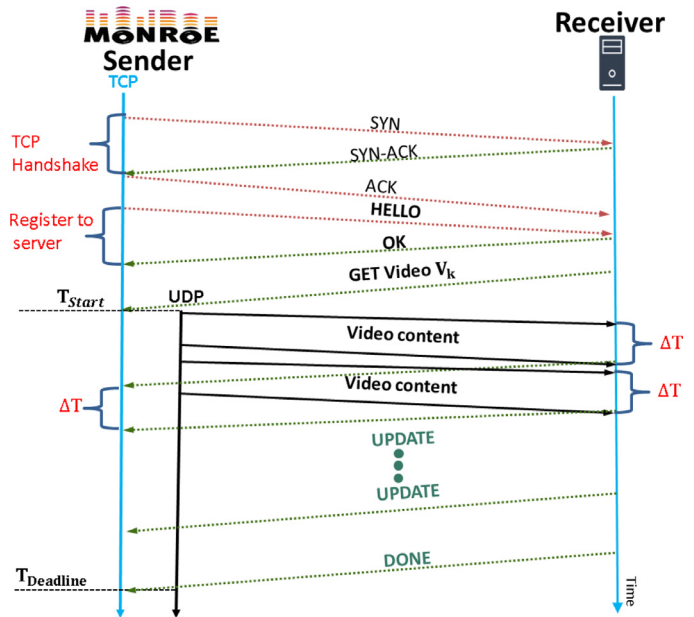 MONROE
Sender
Receiver
TCP
SYN
TCP
Handshake
SYN-ACK
ACK
HELLO
Register to
server
OK
GET Video Vk
TStart
UDP
Video content
ΔT
Video content
ΔT
ΔT
UPDATE
UPDATE
DONE
TDeadline
Time